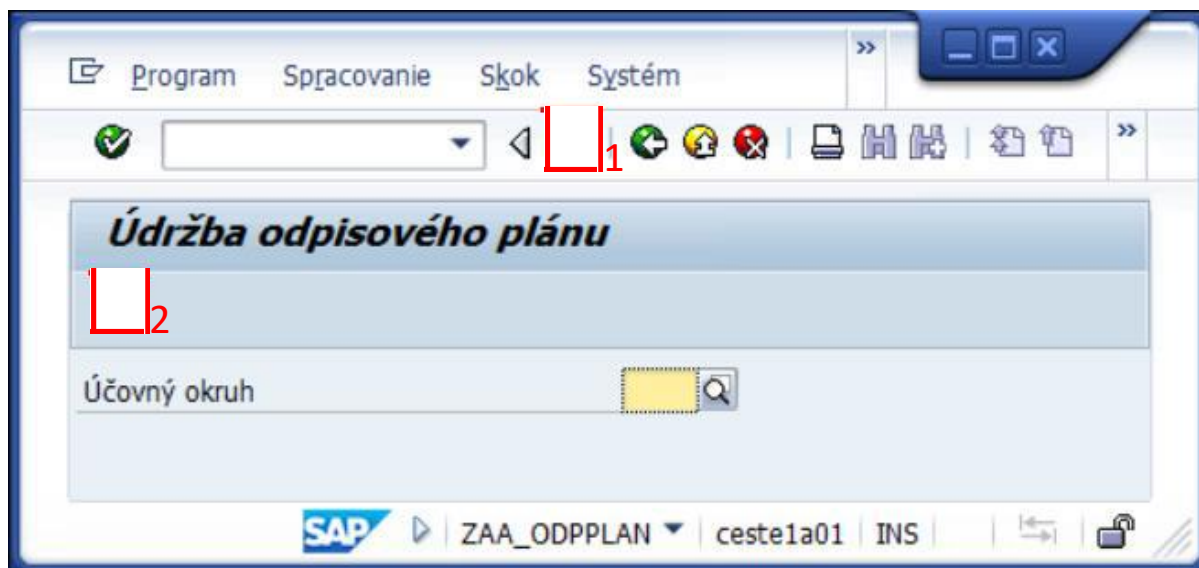 Program Spracovanie Skok Systém »
1 »
Údržba odpisového plánu
2
Účovný okruh
SAP ZAA_ODPPLAN ceste1a01 INS